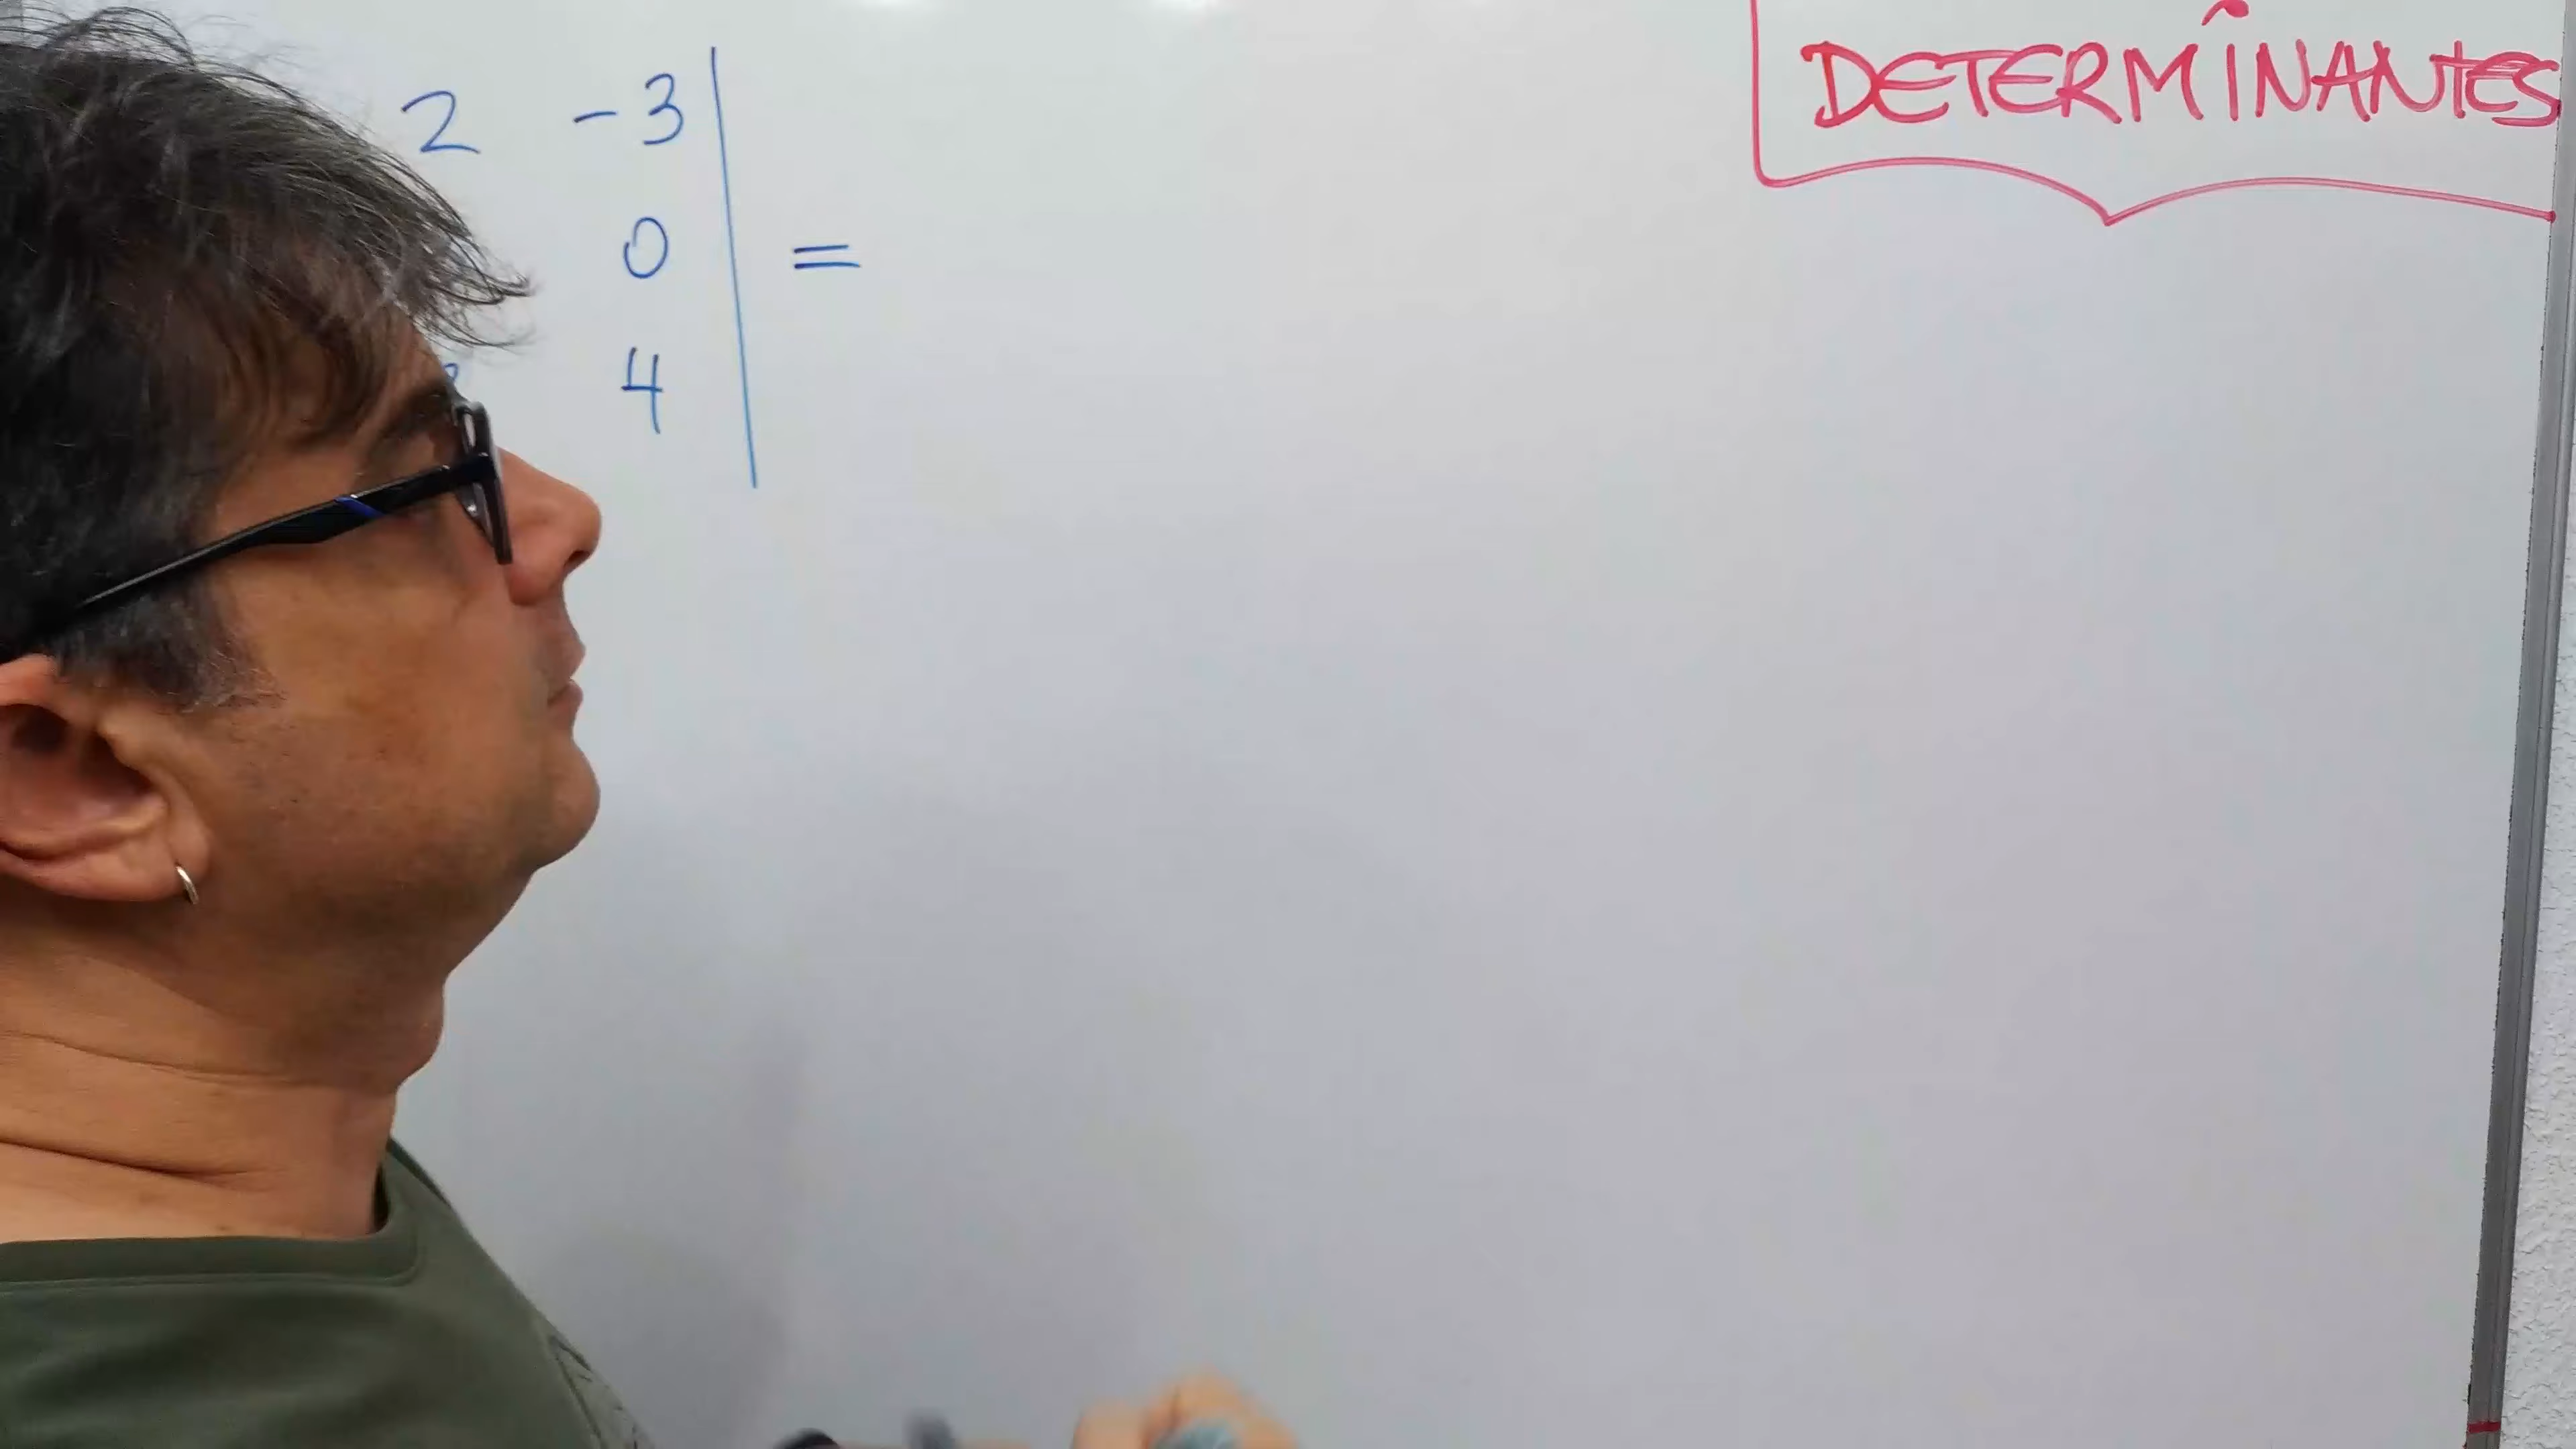 DETERMINANTES
2 -3
0 =
4